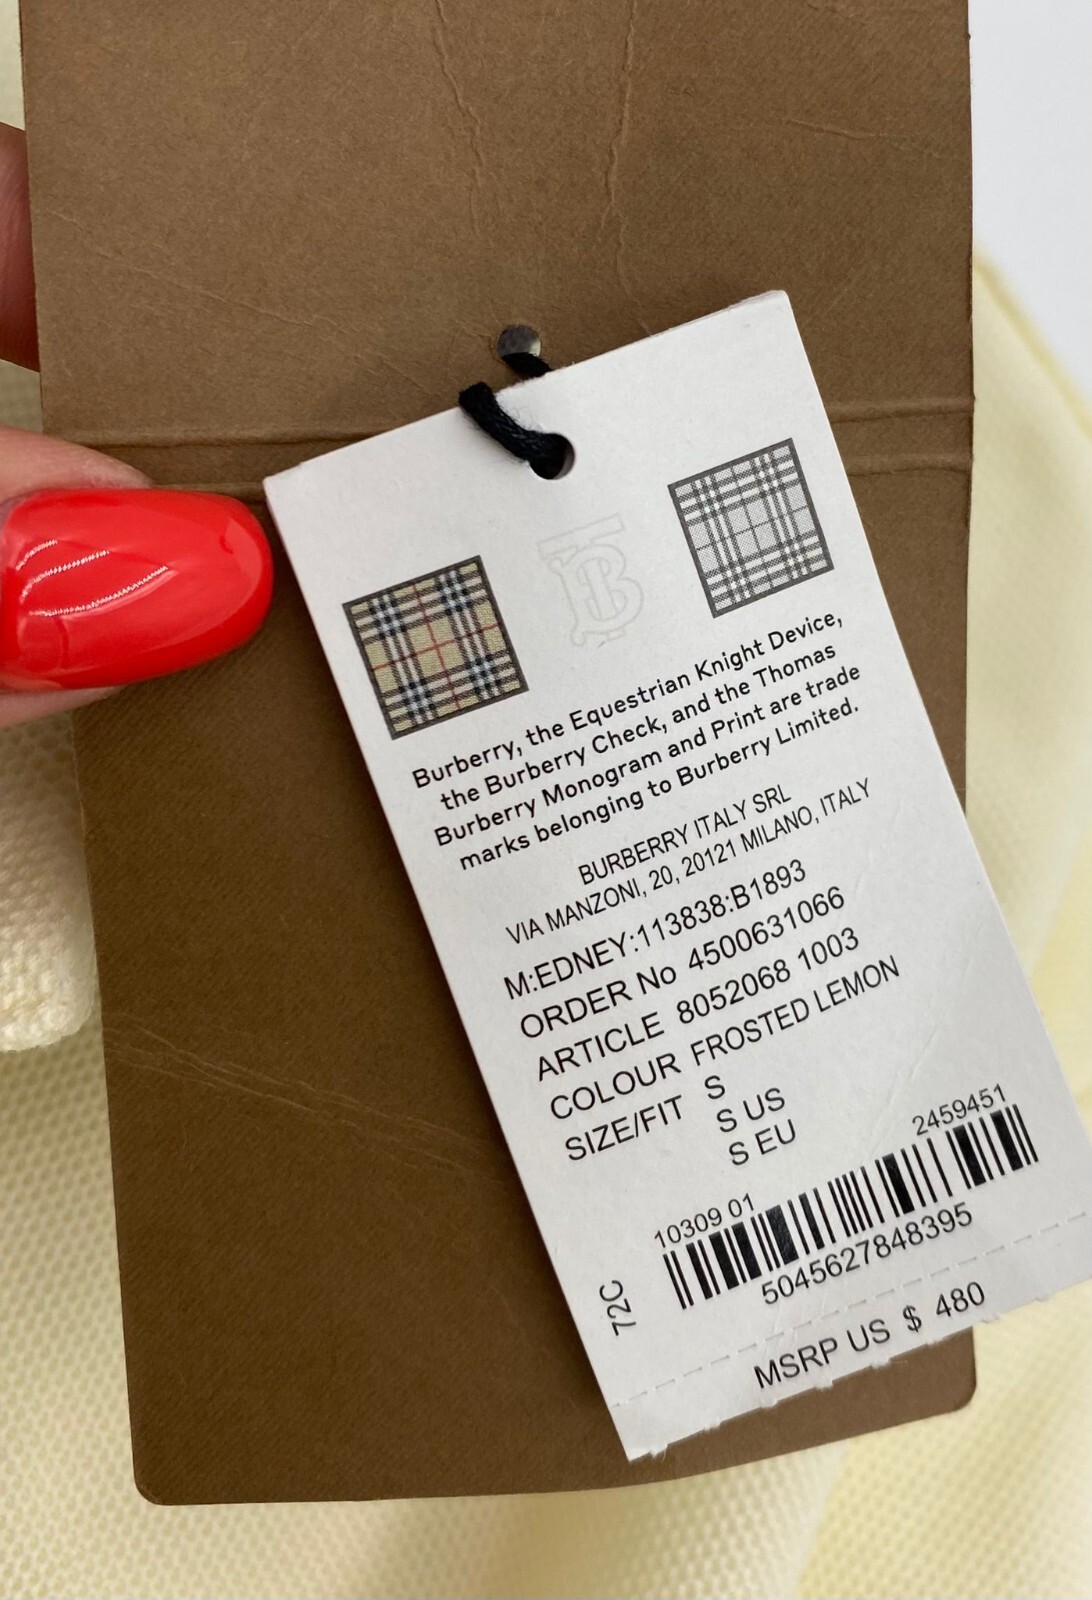 TB
Burberry, the Equestrian Knight Device,
the Burberry Check, and the Thomas
Burberry Monogram and Print are trade
marks belonging to Burberry Limited.
BURBERRY ITALY SRL
VIA MANZONI, 20, 20121 MILANO, ITALY
M:EDNEY:113838:B1893
ORDER No 4500631066
ARTICLE 8052068 1003
COLOUR FROSTED LEMON
SIZE/FIT S
S US
S EU
10309 01 2459451
5045627848395
72C
MSRP US $ 480